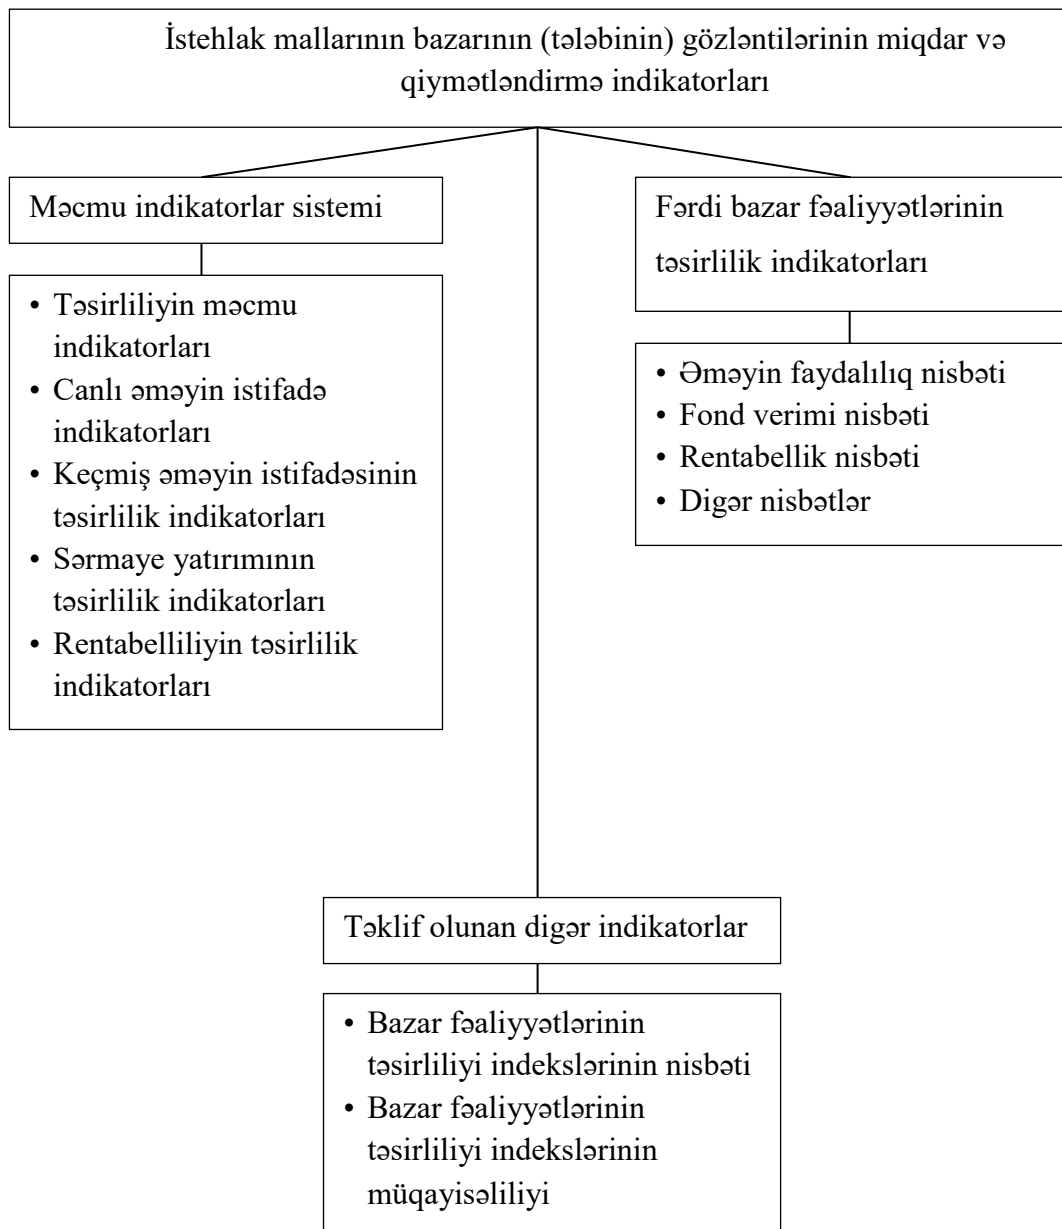 İstehlak mallarının bazarının (tələbinin) gözləntilərinin miqdar və
qiymətləndirmə indikatorları
Məcmu indikatorlar sistemi
• Təsirliliyin məcmu
indikatorları
• Canlı əməyin istifadə
indikatorları
• Keçmiş əməyin istifadəsinin
təsirlilik indikatorları
• Sərmaye yatırımının
təsirlilik indikatorları
• Rentabelliliyin təsirlilik
indikatorları
Fərdi bazar fəaliyyətlərinin
təsirlilik indikatorları
• Əməyin faydalılıq nisbəti
• Fond verimi nisbəti
• Rentabellik nisbəti
• Digər nisbətlər
Təklif olunan digər indikatorlar
• Bazar fəaliyyətlərinin
təsirliliyi indekslərinin nisbəti
• Bazar fəaliyyətlərinin
təsirliliyi indekslərinin
müqayisəliliyi